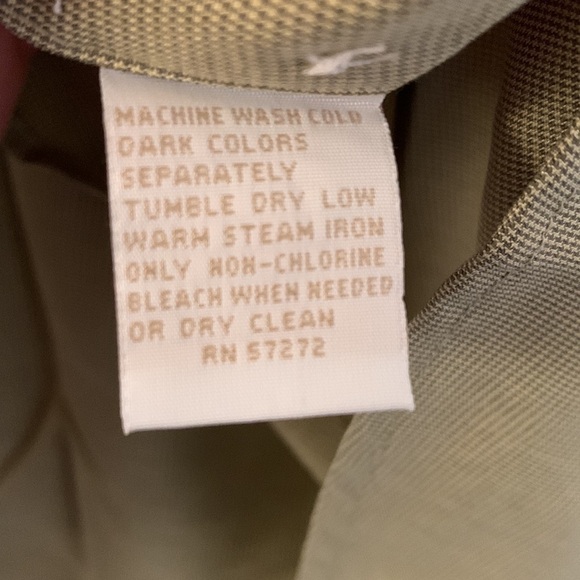 MACHINE WASH COLD
DARK COLORS
SEPARATELY
TUMBLE DRY LOW
WARM STEAM IRON
ONLY NON-CHLORINE
BLEACH WHEN NEEDED
OR DRY CLEAN
RN 57272